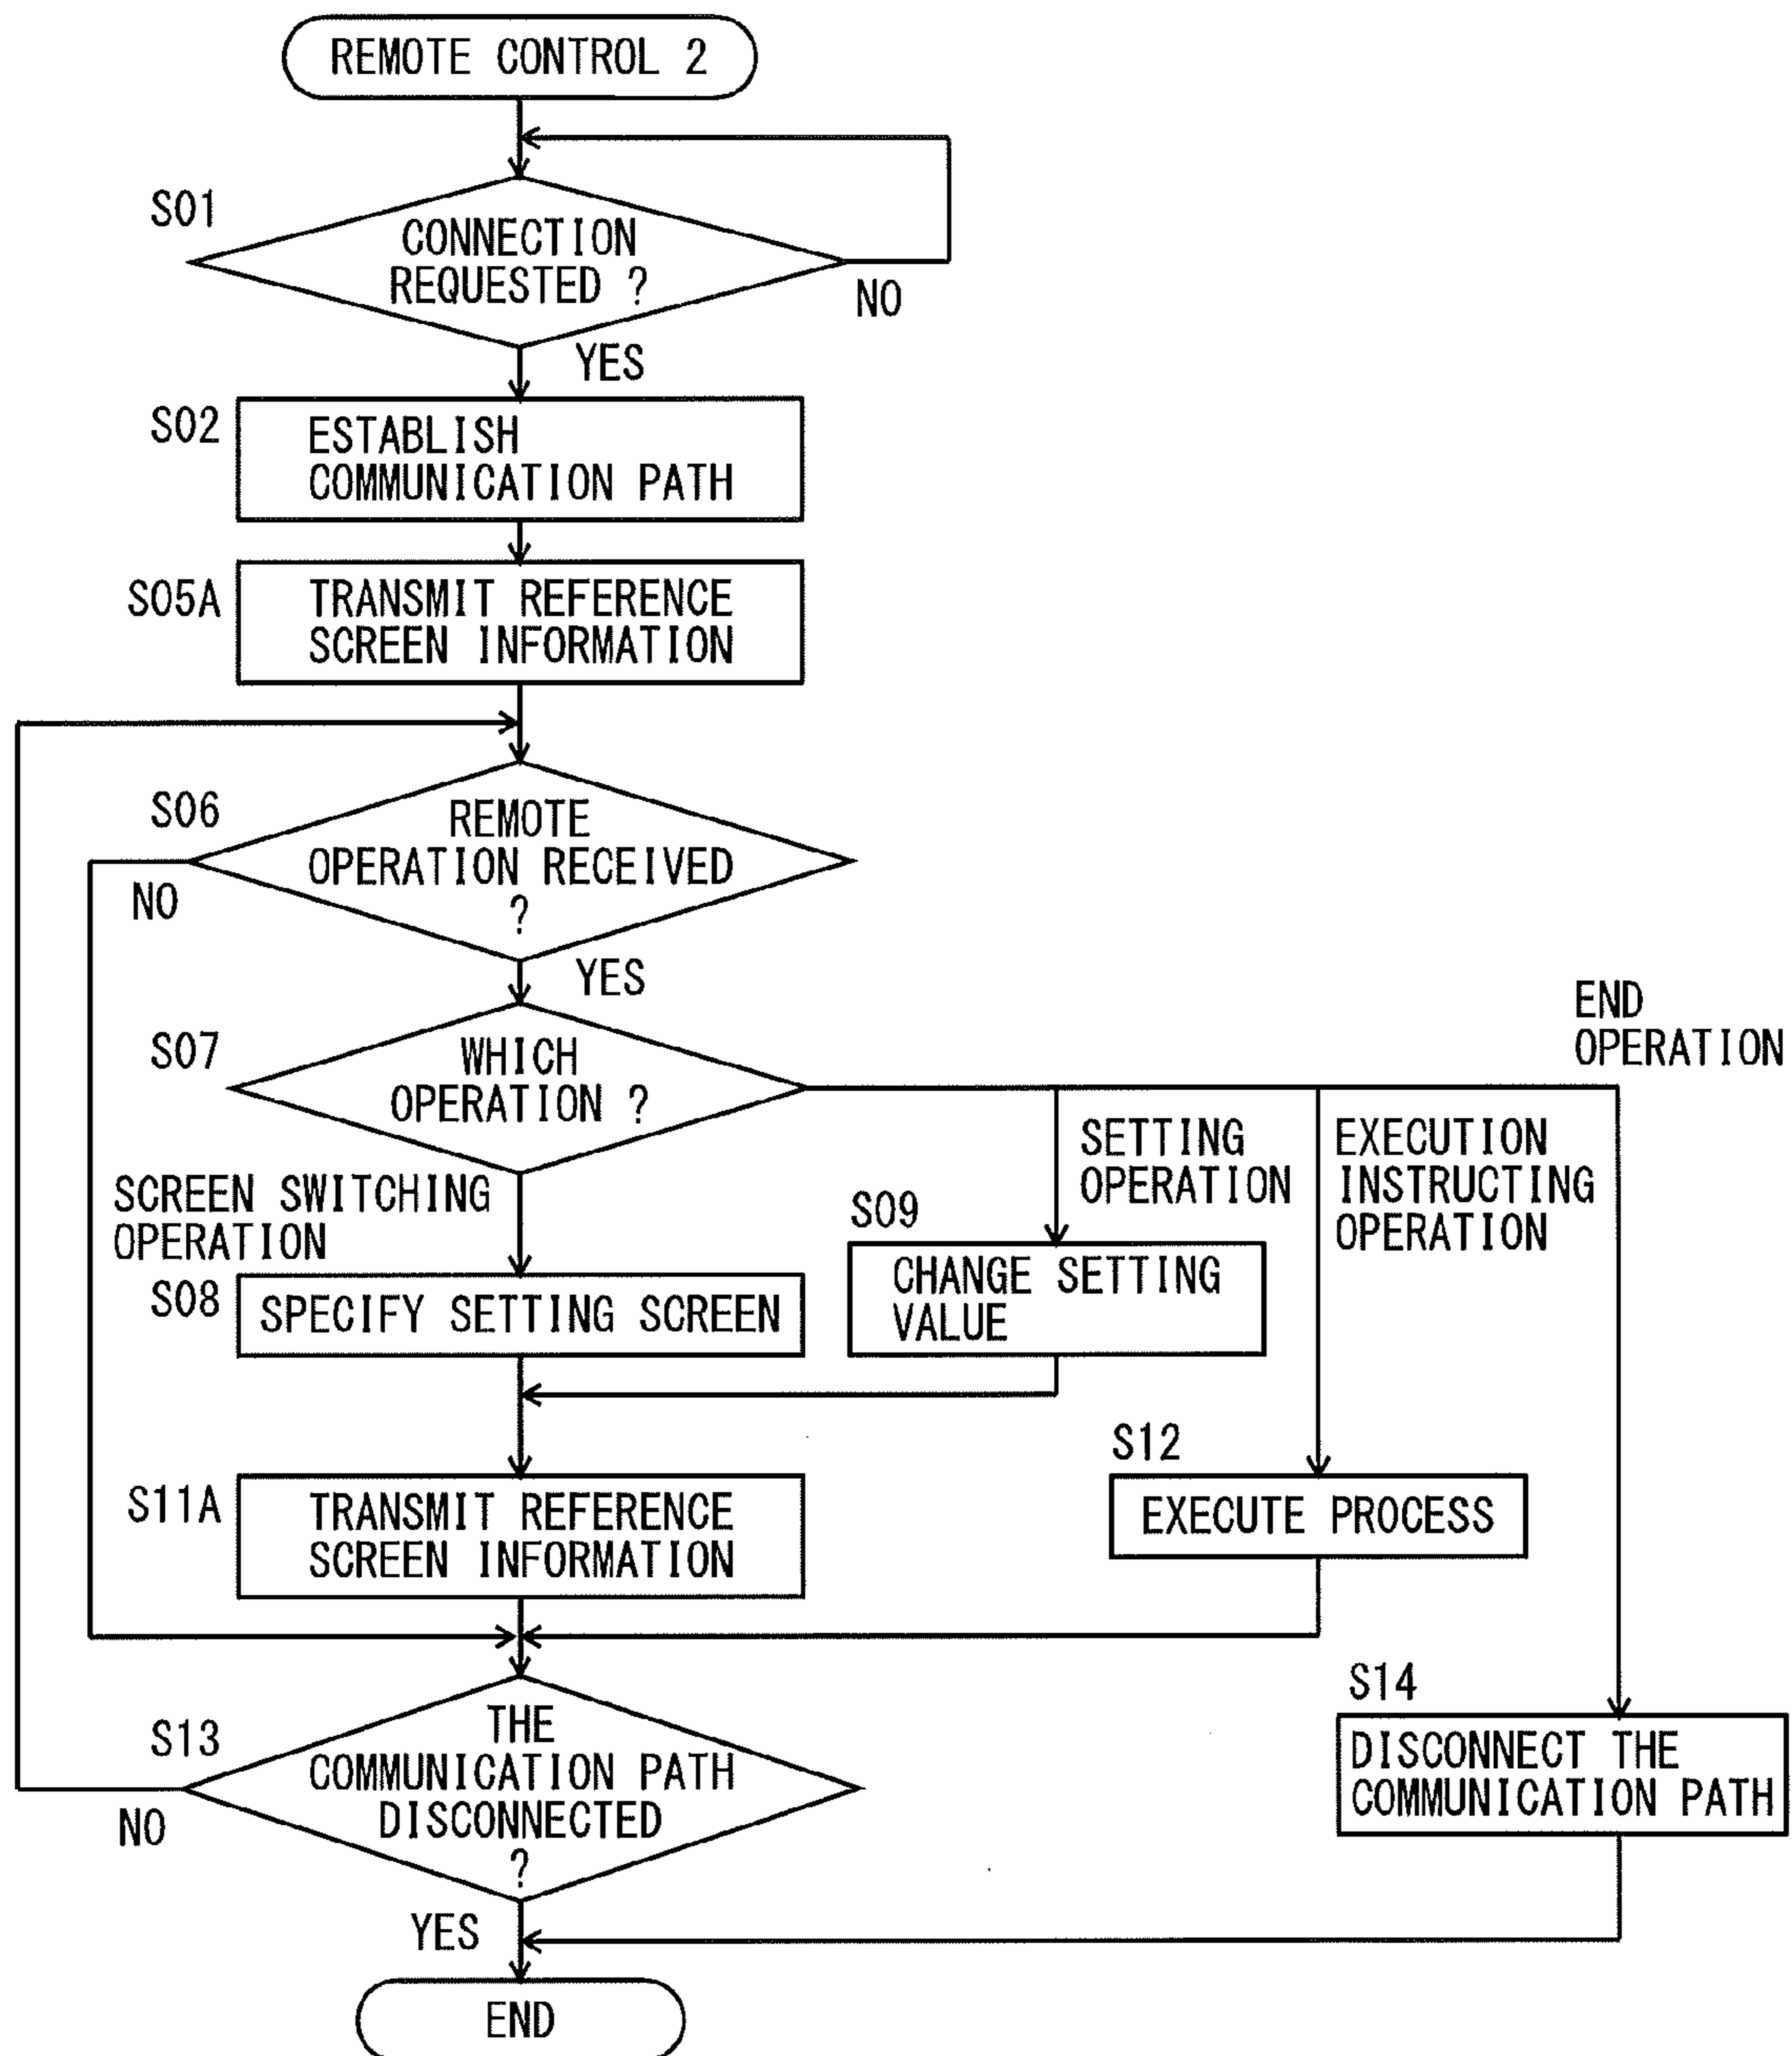 REMOTE CONTROL 2
S01
CONNECTION
REQUESTED ?
NO
YES
S02
ESTABLISH
COMMUNICATION PATH
S05A
TRANSMIT REFERENCE
SCREEN INFORMATION
S06
REMOTE
OPERATION RECEIVED
?
NO
YES
S07
WHICH
OPERATION ?
END
OPERATION
SETTING
OPERATION
EXECUTION
INSTRUCTING
OPERATION
SCREEN SWITCHING
OPERATION
S08
SPECIFY SETTING SCREEN
S09
CHANGE SETTING
VALUE
S11A
TRANSMIT REFERENCE
SCREEN INFORMATION
S12
EXECUTE PROCESS
S13
THE
COMMUNICATION PATH
DISCONNECTED
?
NO
YES
S14
DISCONNECT THE
COMMUNICATION PATH
END